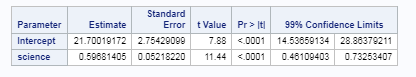 Parameter Estimate Standard Error t Value Pr > |t| 99% Confidence Limits
Intercept 21.70019172 2.75429099 7.88 <.0001 14.53659134 28.86379211
science 0.59681405 0.05218220 11.44 <.0001 0.46109403 0.73253407